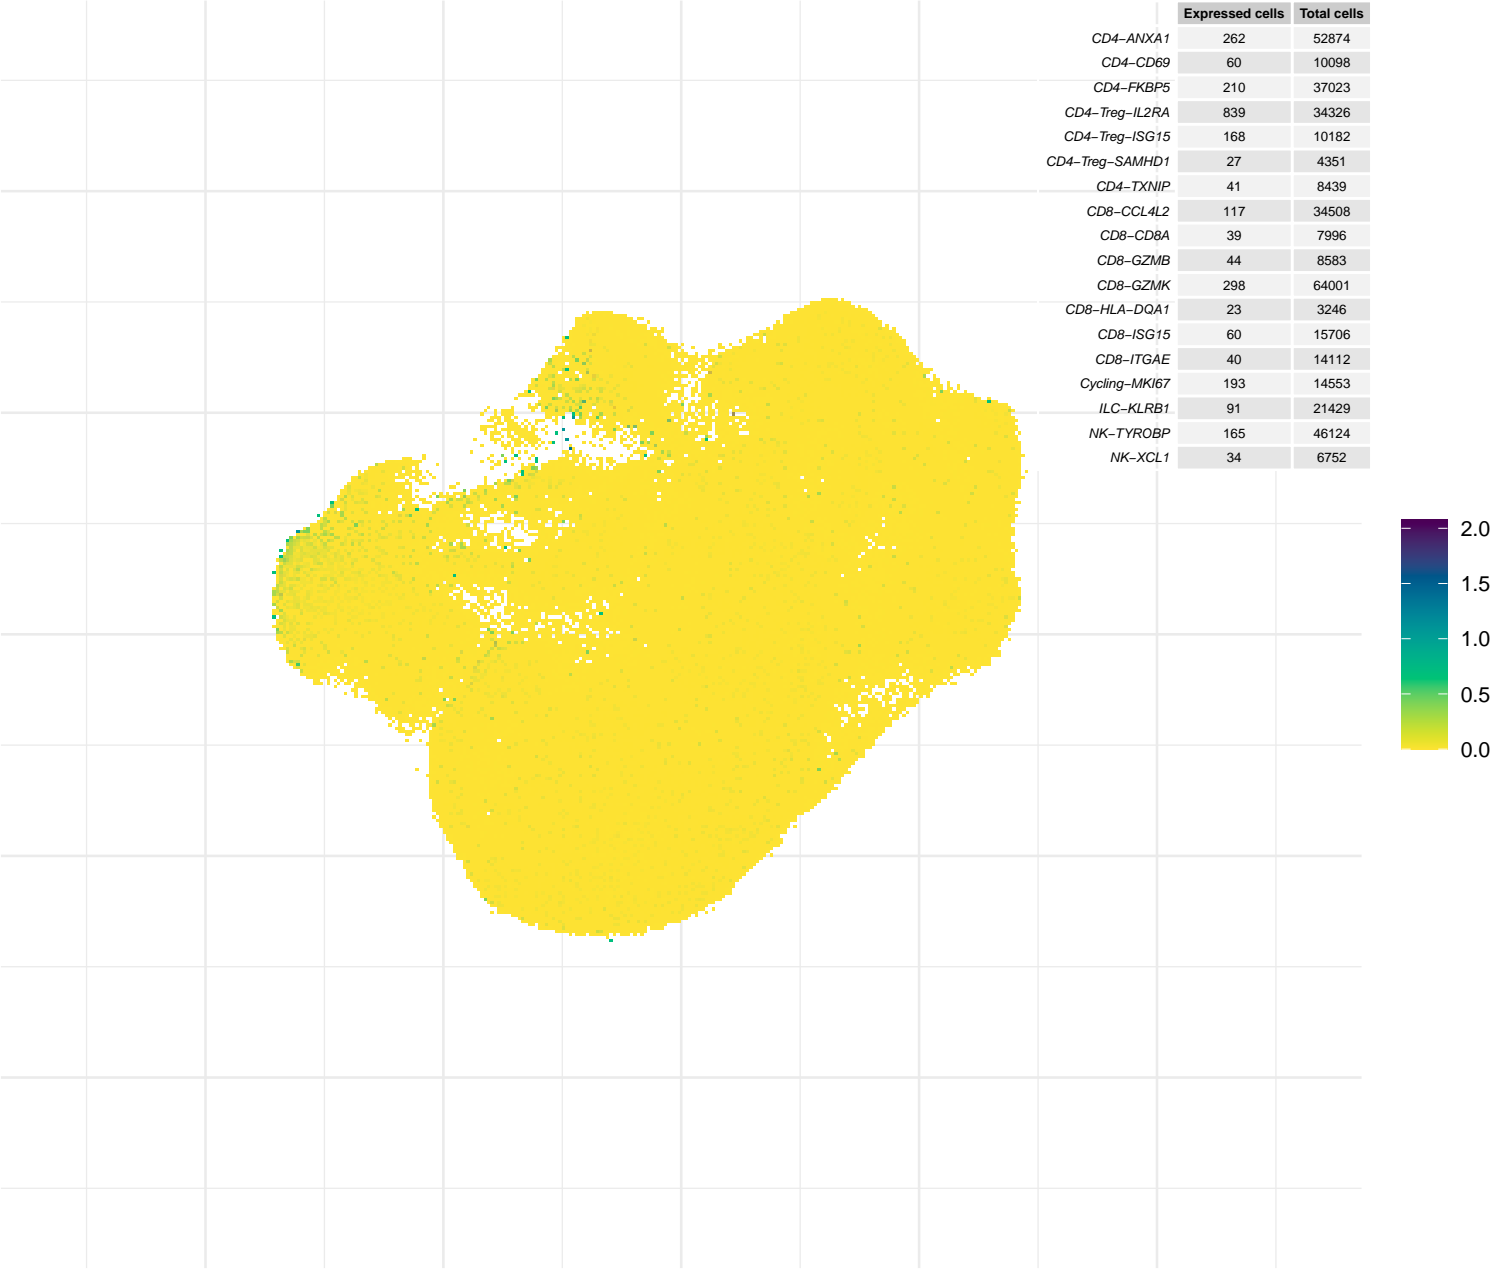 Expressed cells Total cells
CD4−ANXA1 262 52874
CD4−CD69 60 10098
CD4−FKBP5 210 37023
CD4−Treg−IL2RA 839 34326
CD4−Treg−ISG15 168 10182
CD4−Treg−SAMHD1 27 4351
CD4−TXNIP 41 8439
CD8−CCL4L2 117 34508
CD8−CD8A 39 7996
CD8−GZMB 44 8583
CD8−GZMK 298 64001
CD8−HLA−DQA1 23 3246
CD8−ISG15 60 15706
CD8−ITGAE 40 14112
Cycling−MKI67 193 14553
ILC−KLRB1 91 21429
NK−TYROBP 165 46124
NK−XCL1 34 6752
2.0
1.5
1.0
0.5
0.0